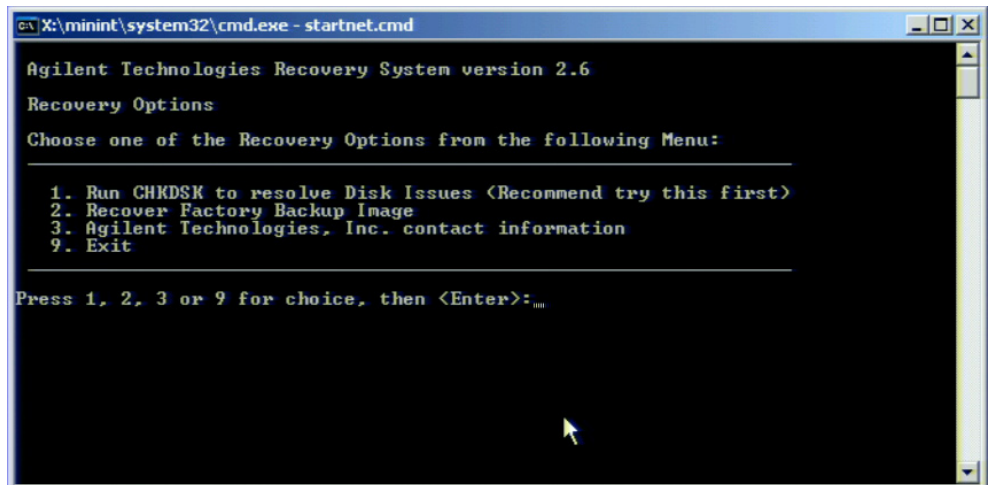 X:\minint\system32\cmd.exe - startnet.cmd
Agilent Technologies Recovery System version 2.6
Recovery Options
Choose one of the Recovery Options from the following Menu:
1. Run CHKDSK to resolve Disk Issues (Recommend try this first)
2. Recover Factory Backup Image
3. Agilent Technologies, Inc. contact information
9. Exit
Press 1, 2, 3 or 9 for choice, then <Enter>: